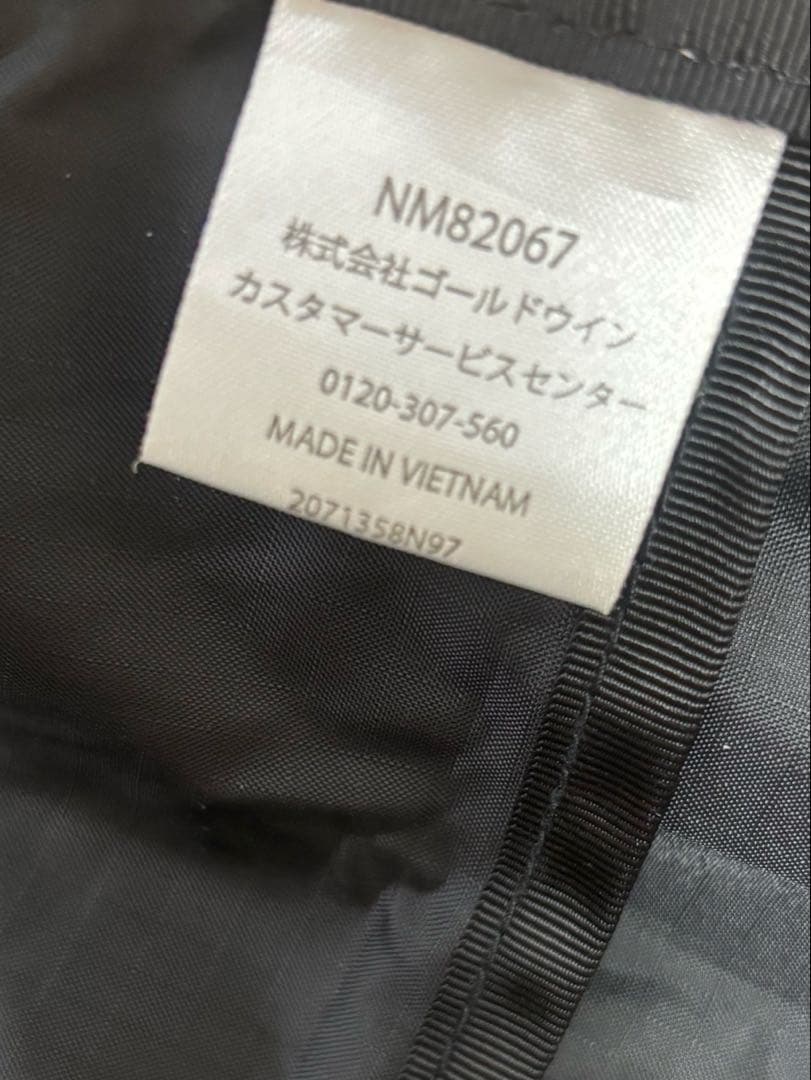 NM82067
株式会社ゴールドウイン
カスタマーサービスセンター
0120-307-560
MADE IN VIETNAM
2071358N97